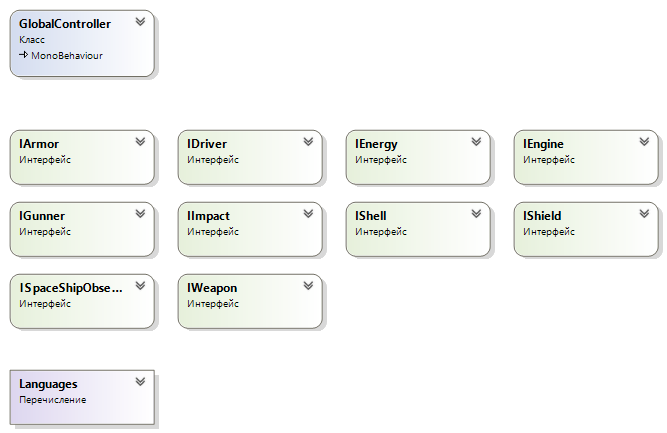 GlobalController
Класс
MonoBehaviour
IArmor
Интерфейс
IDriver
Интерфейс
IEnergy
Интерфейс
IEngine
Интерфейс
IGunner
Интерфейс
IImpact
Интерфейс
IShell
Интерфейс
IShield
Интерфейс
ISpaceShipObse...
Интерфейс
IWeapon
Интерфейс
Languages
Перечисление